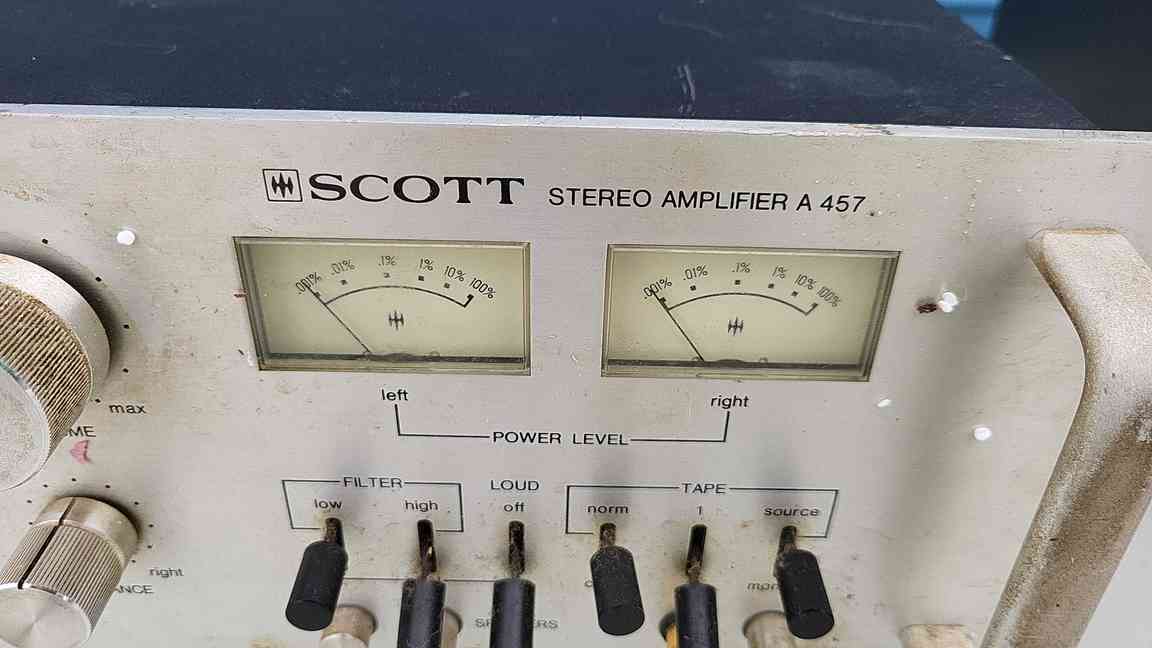 SCOTT STEREO AMPLIFIER A 457
.001% .01% .1% 1% 10% 100%
.001% .01% .1% 1% 10% 100%
max
left
right
POWER LEVEL
FILTER
LOUD
TAPE
low
high
off
norm
1
source
right